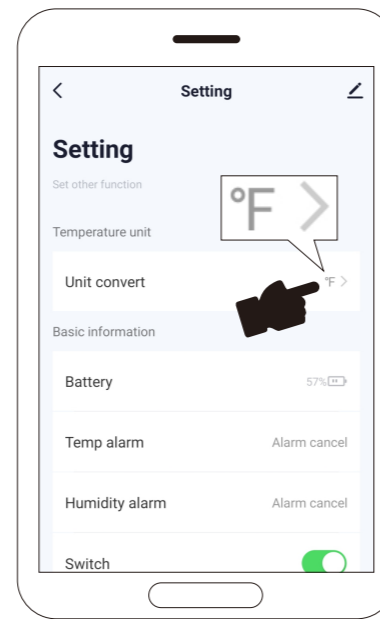 Setting
Setting
Set other function
°F
Temperature unit
Unit convert °F
Basic information
Battery 57%
Temp alarm Alarm cancel
Humidity alarm Alarm cancel
Switch